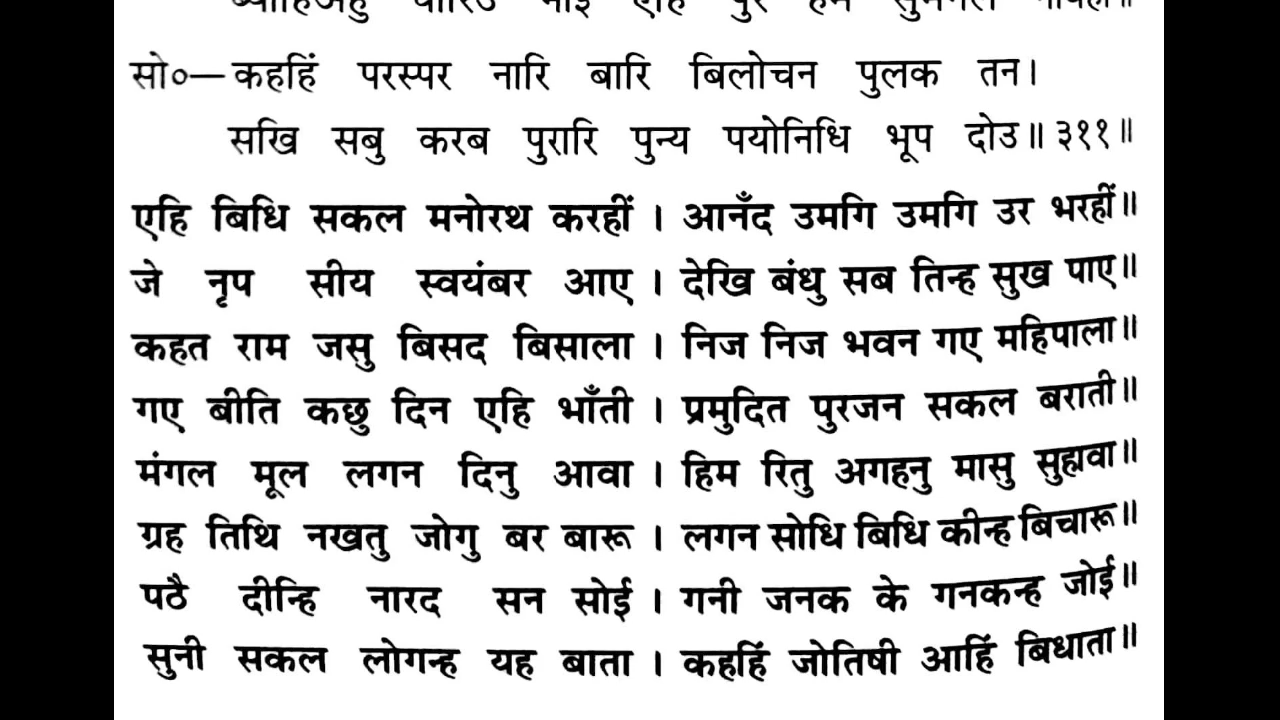 एहि पुर हम
सो०— कहहिं परस्पर नारि बारि बिलोचन पुलक तन।
सखि सबु करब पुरारि पुन्य पयोनिधि भूप दोउ॥ ३११॥
एहि बिधि सकल मनोरथ करहीं । आनँद उमगि उमगि उर भरहीं॥
जे नृप सीय स्वयंबर आए । देखि बंधु सब तिन्ह सुख पाए॥
कहत राम जसु बिसद बिसाला । निज निज भवन गए महिपाला॥
गए बीति कछु दिन एहि भाँती । प्रमुदित पुरजन सकल बराती॥
मंगल मूल लगन दिनु आवा । हिम रितु अगहनु मासु सुहावा॥
ग्रह तिथि नखतु जोगु बर बारू । लगन सोधि बिधि कीन्ह बिचारू॥
पठै दीन्हि नारद सन सोई । गनी जनक के गनकन्ह जोई॥
सुनी सकल लोगन्ह यह बाता । कहहिं जोतिषी आहिं बिधाता॥